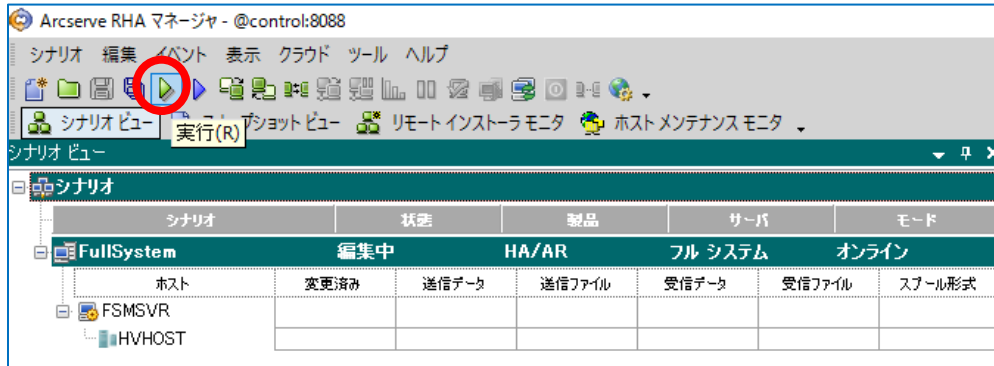 Arcserve RHA マネージャ - @control:8088
シナリオ 編集 イベント 表示 クラウド ツール ヘルプ
シナリオ ビュー プショット ビュー リモート インストーラ モニタ ホスト メンテナンス モニタ
実行(R)
シナリオ ビュー
シナリオ
シナリオ 状態 製品 サーバ モード
FullSystem 編集中 HA/AR フル システム オンライン
ホスト 変更済み 送信データ 送信ファイル 受信データ 受信ファイル スプール形式
FSMSVR
HVHOST